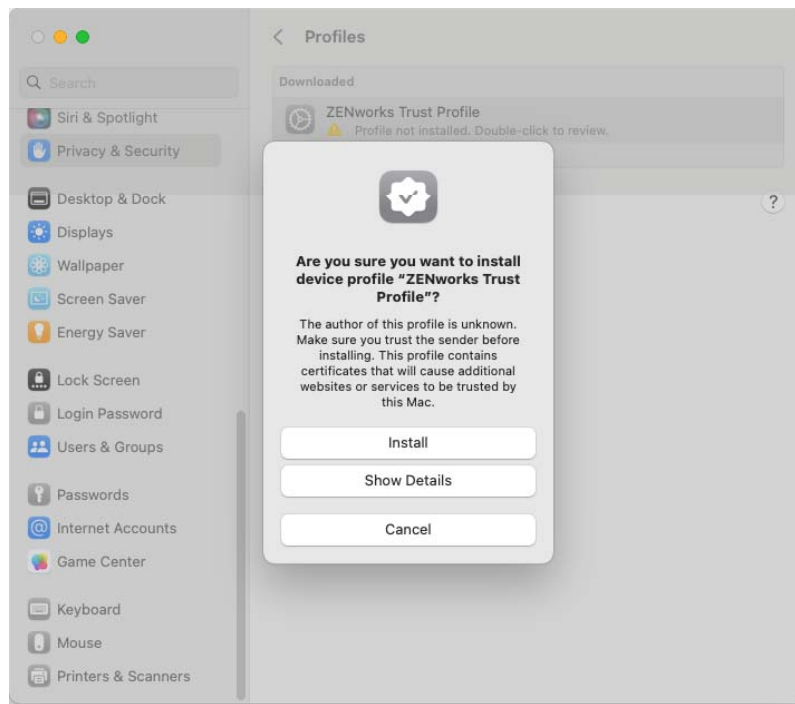 Profiles
Search
Downloaded
ZENworks Trust Profile
Profile not installed. Double-click to review.
Siri & Spotlight
Privacy & Security
Desktop & Dock
Displays
Wallpaper
Screen Saver
Energy Saver
Lock Screen
Login Password
Users & Groups
Passwords
Internet Accounts
Game Center
Keyboard
Mouse
Printers & Scanners
?
Are you sure you want to install
device profile “ZENworks Trust
Profile”?
The author of this profile is unknown.
Make sure you trust the sender before
installing. This profile contains
certificates that will cause additional
websites or services to be trusted by
this Mac.
Install
Show Details
Cancel